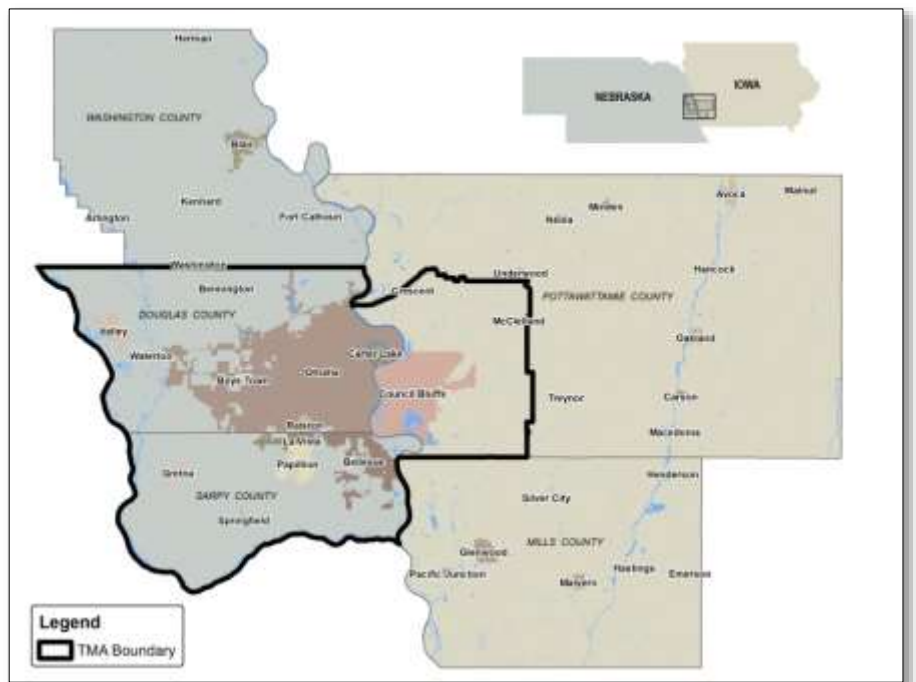 Herman
NEBRASKA
IOWA
WASHINGTON COUNTY
Blair
Avoca
Walnut
Kennard
Minden
Arlington
Fort Calhoun
Neola
Washington
Underwood
Hancock
Bennington
Crescent
POTTAWATTAMIE COUNTY
DOUGLAS COUNTY
Valley
McClelland
Oakland
Waterloo
Carter Lake
Boys Town
Omaha
Council Bluffs
Treynor
Carson
Ralston
La Vista
Macedonia
Papillion
Bellevue
Gretna
Henderson
SARPY COUNTY
Silver City
Springfield
MILLS COUNTY
Glenwood
Pacific Junction
Hastings
Emerson
Malvern
Legend
TMA Boundary